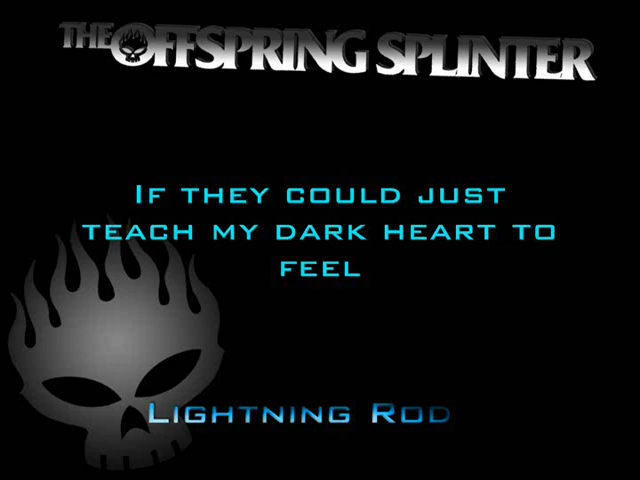 THE OFFSPRING SPLINTER
IF THEY COULD JUST
TEACH MY DARK HEART TO
FEEL
LIGHTNING ROD